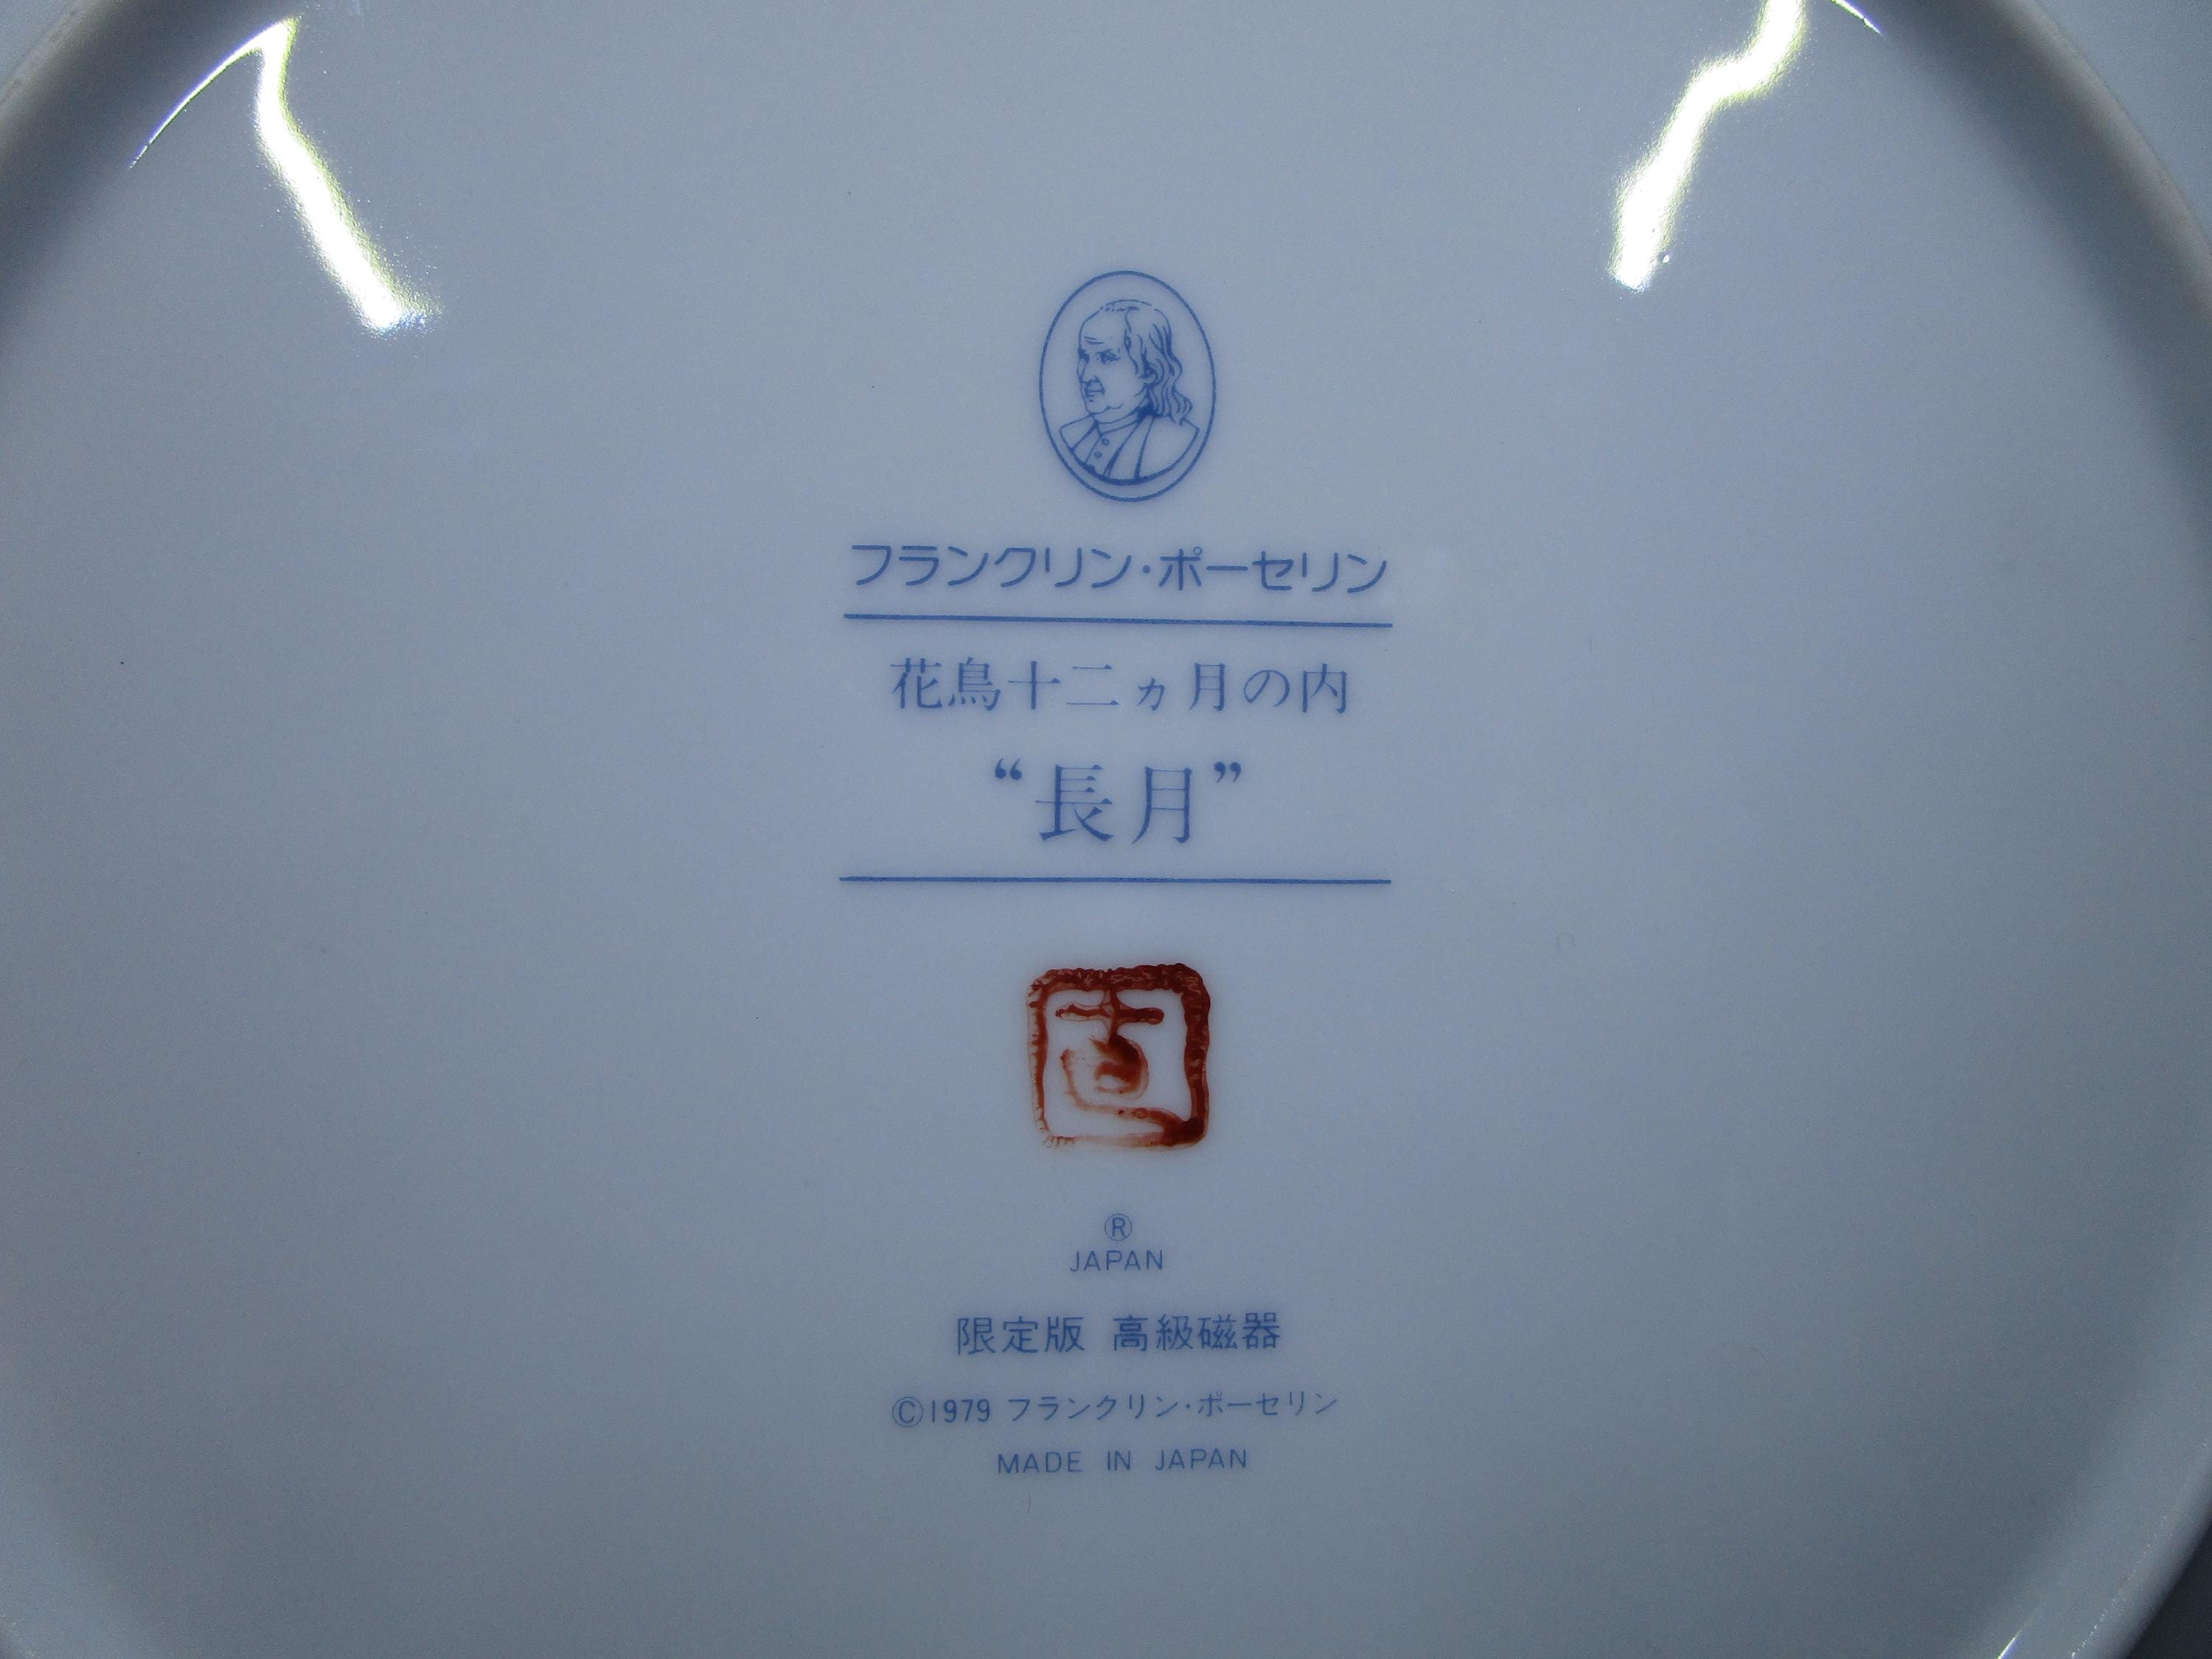 フランクリン・ポーセリン
花鳥十二ヵ月の内
“長月”
®
JAPAN
限定版 高級磁器
©1979 フランクリン・ポーセリン
MADE IN JAPAN